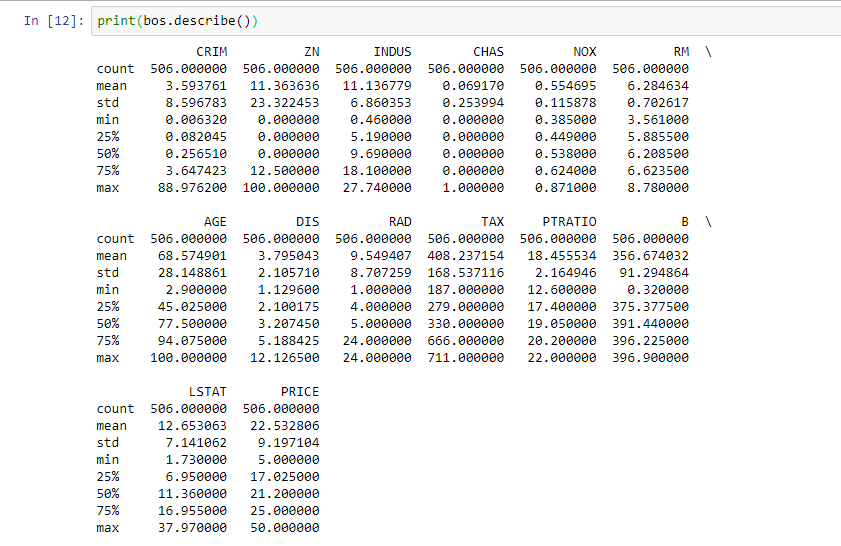 In [12]: print(bos.describe())
CRIM ZN INDUS CHAS NOX RM \
count 506.000000 506.000000 506.000000 506.000000 506.000000 506.000000
mean 3.593761 11.363636 11.136779 0.069170 0.554695 6.284634
std 8.596783 23.322453 6.860353 0.253994 0.115878 0.702617
min 0.006320 0.000000 0.460000 0.000000 0.385000 3.561000
25% 0.082045 0.000000 5.190000 0.000000 0.449000 5.885500
50% 0.256510 0.000000 9.690000 0.000000 0.538000 6.208500
75% 3.647423 12.500000 18.100000 0.000000 0.624000 6.623500
max 88.976200 100.000000 27.740000 1.000000 0.871000 8.780000
AGE DIS RAD TAX PTRATIO B \
count 506.000000 506.000000 506.000000 506.000000 506.000000 506.000000
mean 68.574901 3.795043 9.549407 408.237154 18.455534 356.674032
std 28.148861 2.105710 8.707259 168.537116 2.164946 91.294864
min 2.900000 1.129600 1.000000 187.000000 12.600000 0.320000
25% 45.025000 2.100175 4.000000 279.000000 17.400000 375.377500
50% 77.500000 3.207450 5.000000 330.000000 19.050000 391.440000
75% 94.075000 5.188425 24.000000 666.000000 20.200000 396.225000
max 100.000000 12.126500 24.000000 711.000000 22.000000 396.900000
LSTAT PRICE
count 506.000000 506.000000
mean 12.653063 22.532806
std 7.141062 9.197104
min 1.730000 5.000000
25% 6.950000 17.025000
50% 11.360000 21.200000
75% 16.955000 25.000000
max 37.970000 50.000000